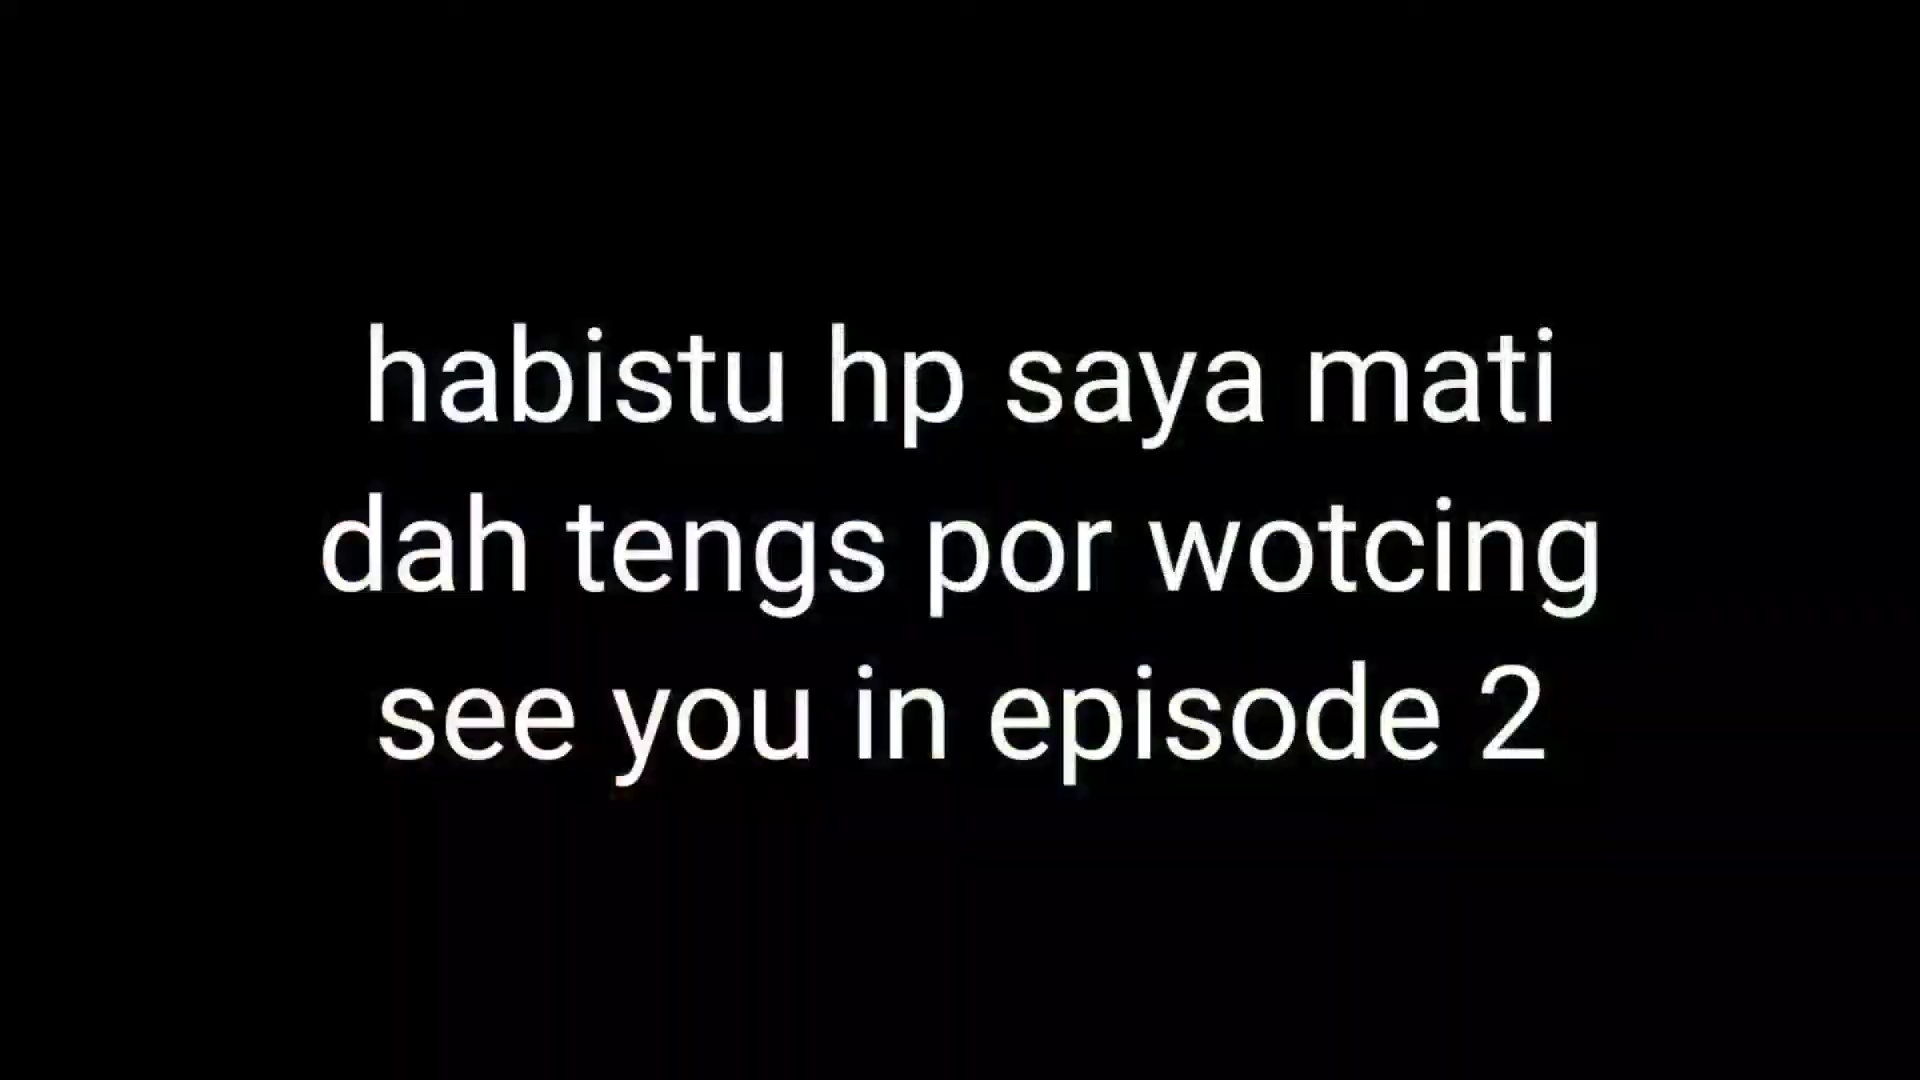 habistu hp saya mati
dah tengs por wotcing
see you in episode 2